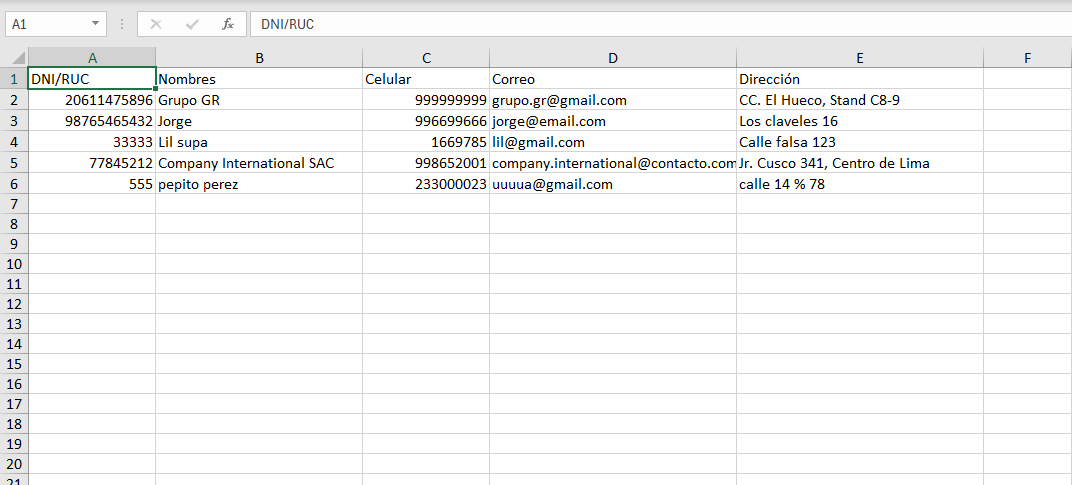 A1 DNI/RUC
A B C D E F
1 DNI/RUC Nombres Celular Correo Dirección
2 20611475896 Grupo GR 999999999 grupo.gr@gmail.com CC. El Hueco, Stand C8-9
3 98765465432 Jorge 996699666 jorge@email.com Los claveles 16
4 33333 Lil supa 1669785 lil@gmail.com Calle falsa 123
5 77845212 Company International SAC 998652001 company.international@contacto.com Jr. Cusco 341, Centro de Lima
6 555 pepito perez 233000023 uuuua@gmail.com calle 14 % 78
7
8
9
10
11
12
13
14
15
16
17
18
19
20
21